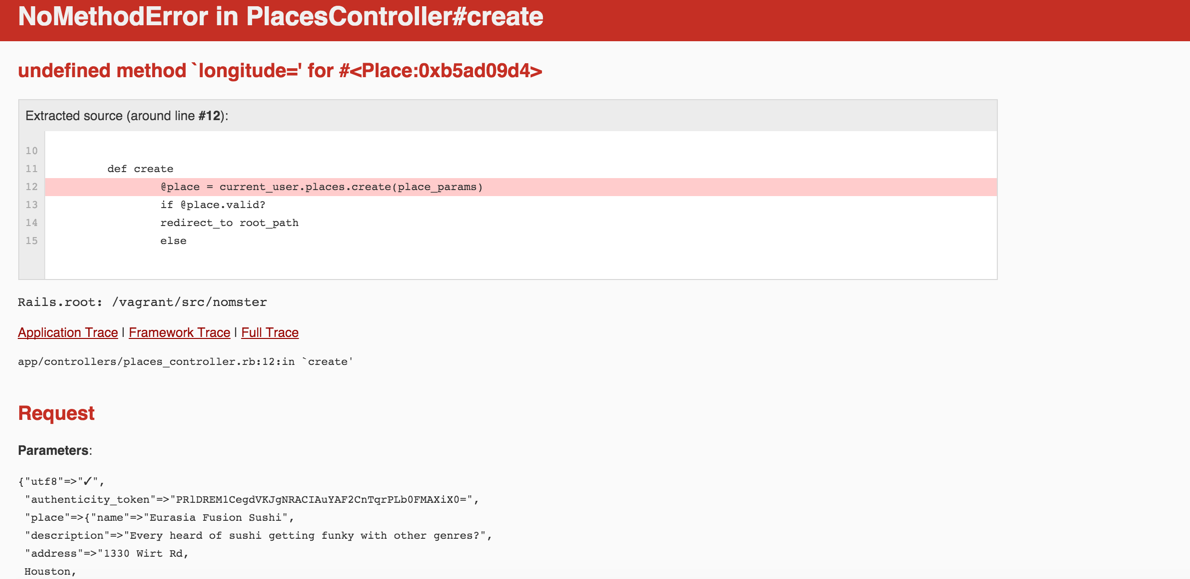 NoMethodError in PlacesController#create
undefined method `longitude=' for #<Place:0xb5ad09d4>
Extracted source (around line #12):
10
11 def create
12 @place = current_user.places.create(place_params)
13 if @place.valid?
14 redirect_to root_path
15 else
Rails.root: /vagrant/src/nomster
Application Trace | Framework Trace | Full Trace
app/controllers/places_controller.rb:12:in `create'
Request
Parameters:
{"utf8"=>"✓",
"authenticity_token"=>"PRlDREM1CegdVKJgNRACIAuYAF2CnTqrPLb0FMAXiX0=",
"place"=>{"name"=>"Eurasia Fusion Sushi",
"description"=>"Every heard of sushi getting funky with other genres?",
"address"=>"1330 Wirt Rd,
Houston,